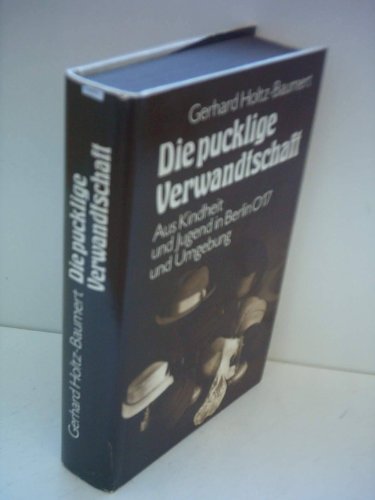 Gerhard Holtz-Baumert
Die pucklige
Verwandtschaft
Aus Kindheit
und Jugend in Berlin O17
und Umgebung
Gerhard Holtz-Baumert
Die pucklige
Verwandtschaft